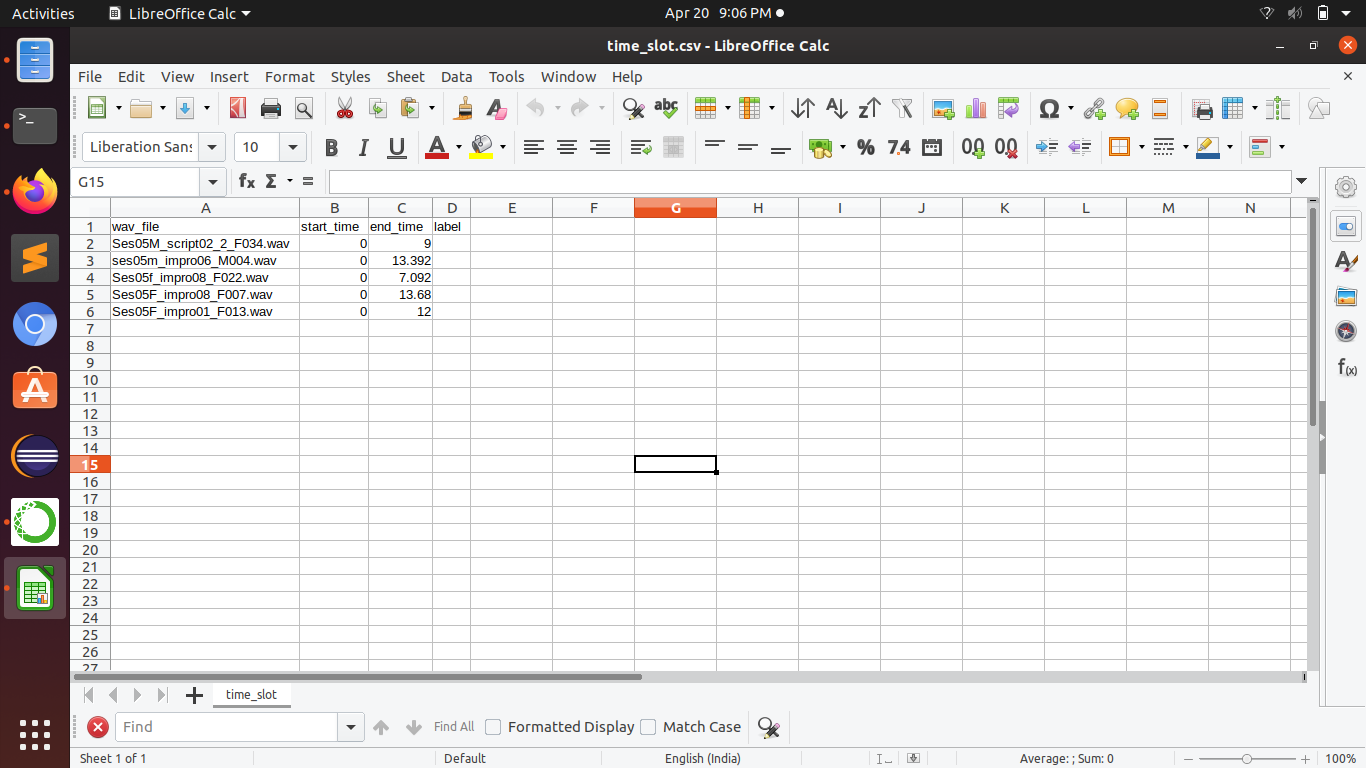 Activities LibreOffice Calc Apr 20 9:06 PM
time_slot.csv - LibreOffice Calc
File Edit View Insert Format Styles Sheet Data Tools Window Help
Liberation Sans 10
G15
A B C D E F G H I J K L M N
1 wav_file start_time end_time label
2 Ses05M_script02_2_F034.wav 0 9
3 ses05m_impro06_M004.wav 0 13.392
4 Ses05f_impro08_F022.wav 0 7.092
5 Ses05F_impro08_F007.wav 0 13.68
6 Ses05F_impro01_F013.wav 0 12
7
8
9
10
11
12
13
14
15
16
17
18
19
20
21
22
23
24
25
26
27
time_slot
Find Find All Formatted Display Match Case
Sheet 1 of 1 Default English (India) Average: ; Sum: 0 100%